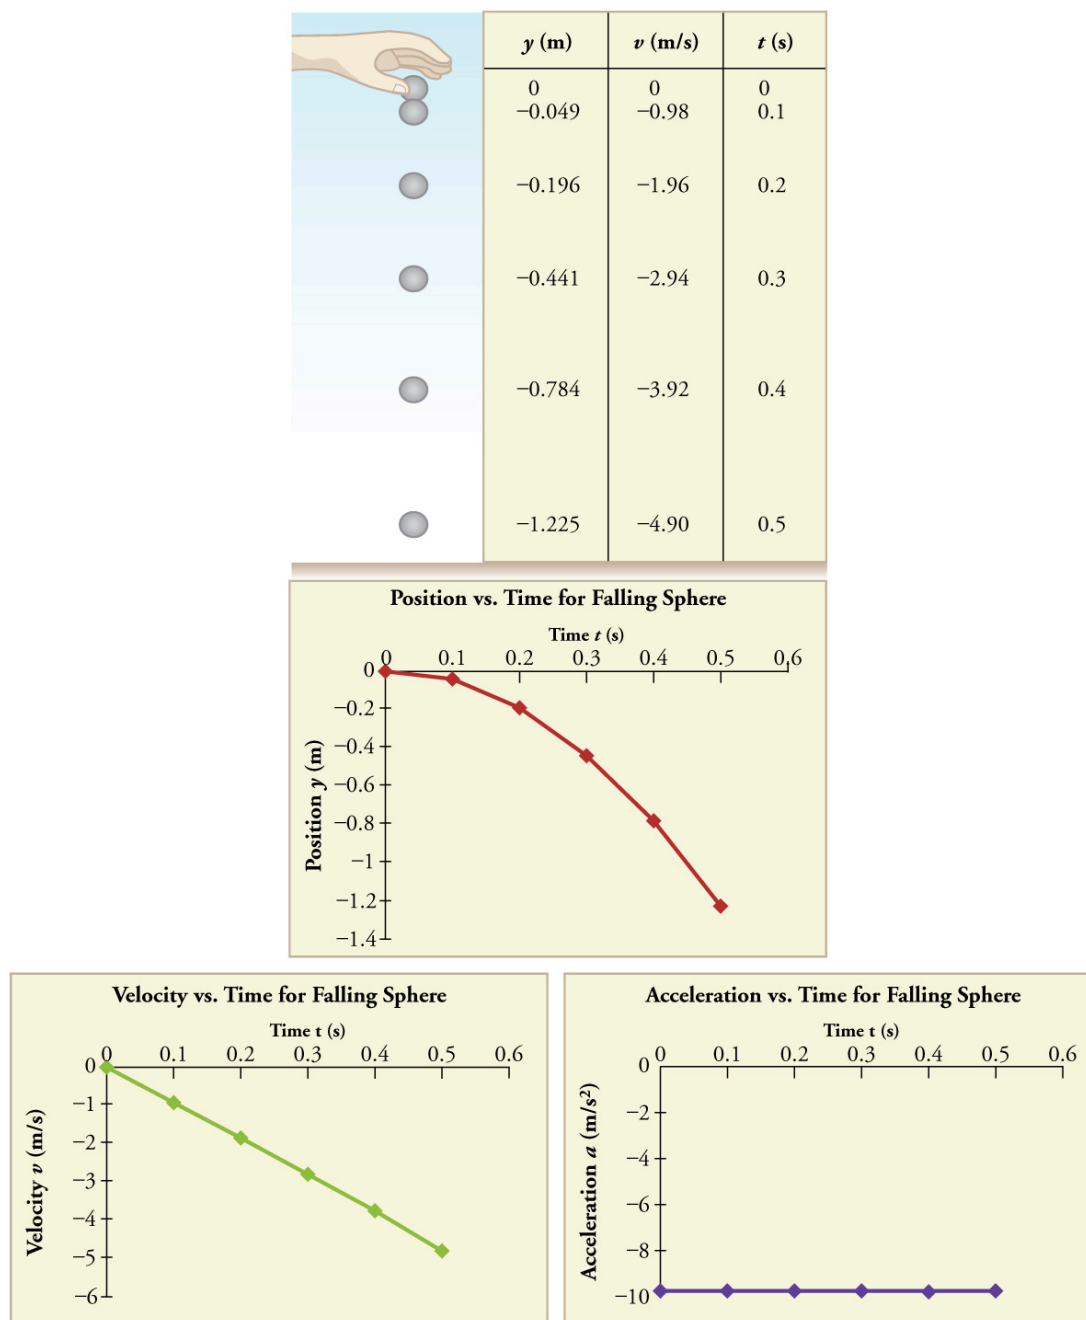 y (m) v (m/s) t (s)
0 0 0
−0.049 −0.98 0.1
−0.196 −1.96 0.2
−0.441 −2.94 0.3
−0.784 −3.92 0.4
−1.225 −4.90 0.5
Position vs. Time for Falling Sphere
Time t (s)
0 0.1 0.2 0.3 0.4 0.5 0.6
0
−0.2
−0.4
−0.6
−0.8
−1
−1.2
−1.4
Position y (m)
Velocity vs. Time for Falling Sphere
Time t (s)
0 0.1 0.2 0.3 0.4 0.5 0.6
0
−1
−2
−3
−4
−5
−6
Velocity v (m/s)
Acceleration vs. Time for Falling Sphere
Time t (s)
0 0.1 0.2 0.3 0.4 0.5 0.6
0
−2
−4
−6
−8
−10
Acceleration a (m/s²)